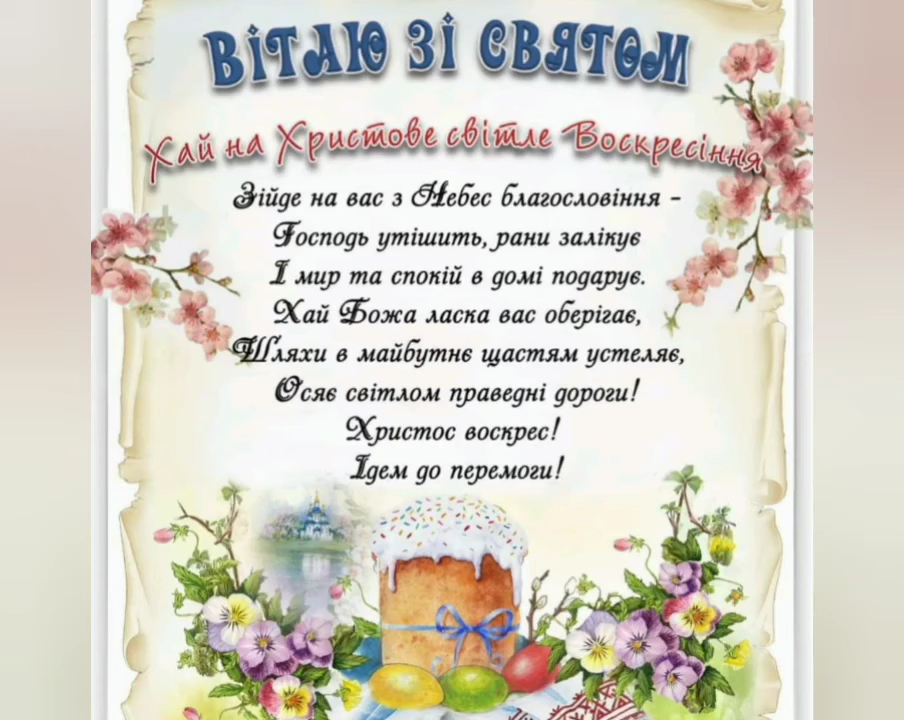 ВІТАЮ ЗІ СВЯТОМ
Хай на Христове світле Воскресіння
Зійде на вас з Небес благословіння –
Господь утішить, рани залікує
І мир та спокій в домі подарує.
Хай Божа ласка вас оберігає,
Шляхи в майбутнє щастям устеляє,
Осяє світлом праведні дороги!
Христос воскрес!
Ідем до перемоги!